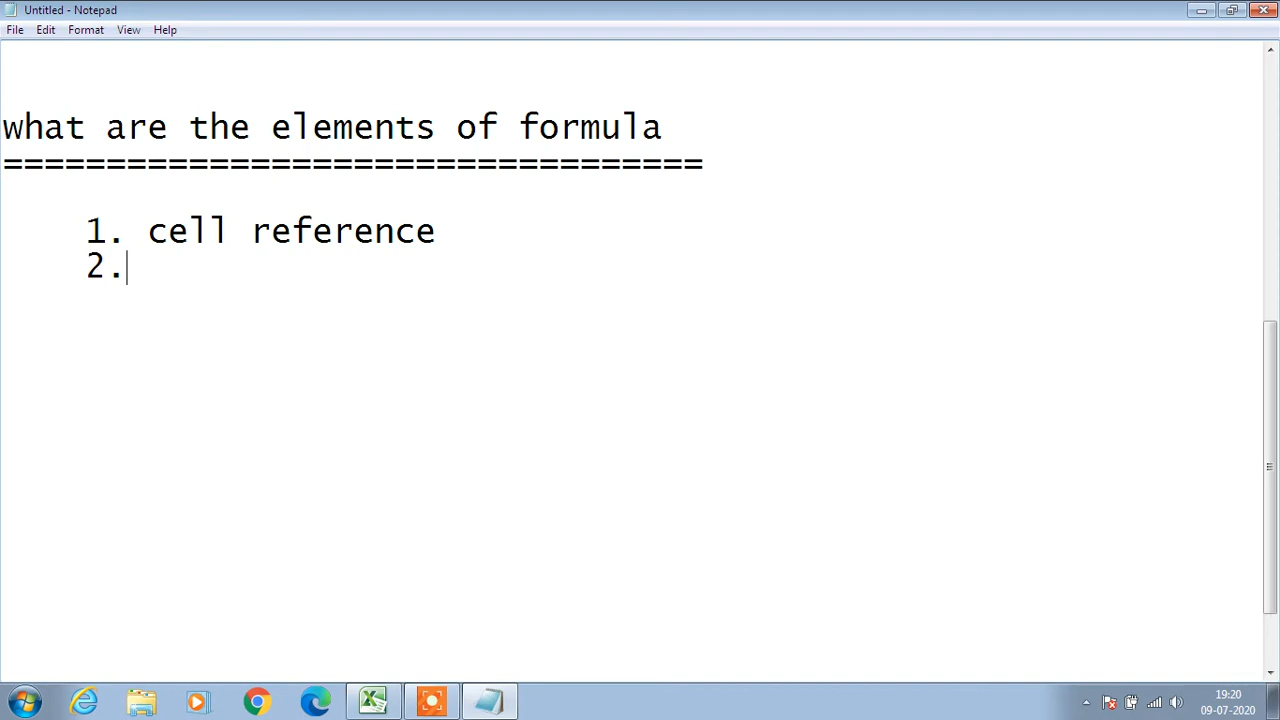 Untitled - Notepad
File Edit Format View Help
what are the elements of formula
==================================
1. cell reference
2.
19:20
09-07-2020